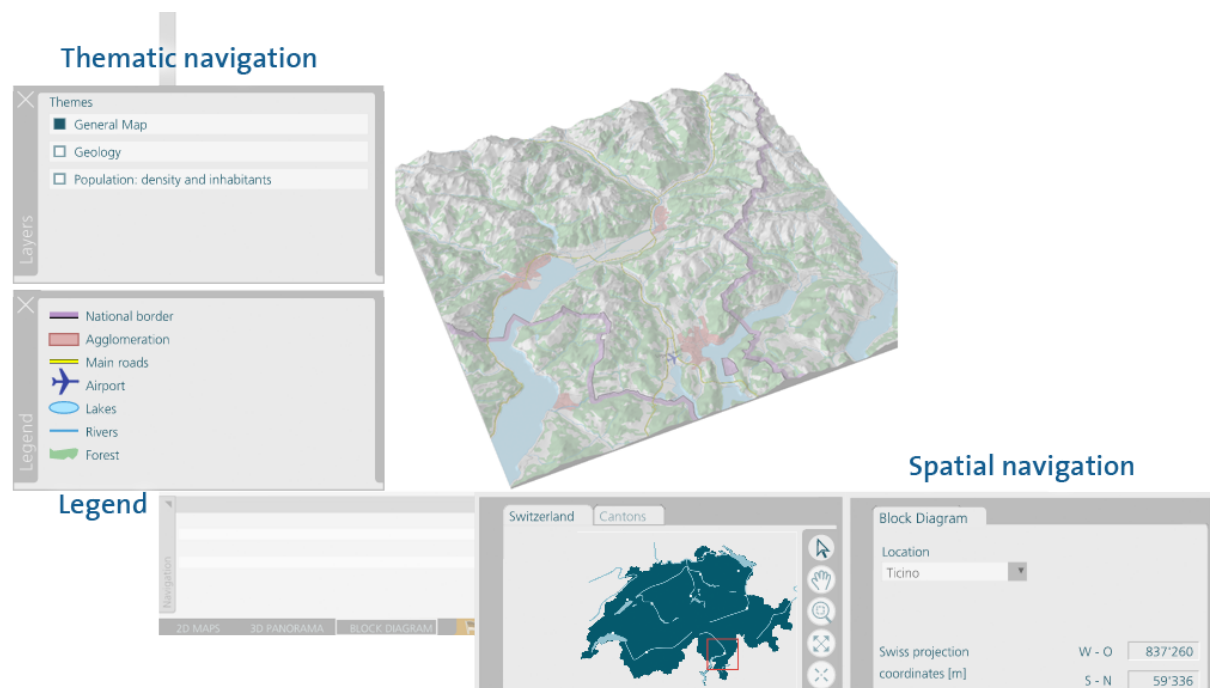 Thematic navigation
Themes
General Map
Geology
Population: density and inhabitants
Layers
National border
Agglomeration
Main roads
Airport
Lakes
Rivers
Forest
Legend
Legend
Spatial navigation
Navigation
2D MAPS
3D PANORAMA
BLOCK DIAGRAM
Switzerland
Cantons
Block Diagram
Location
Ticino
Swiss projection W - O 837'260
coordinates [m]
S - N 59'336